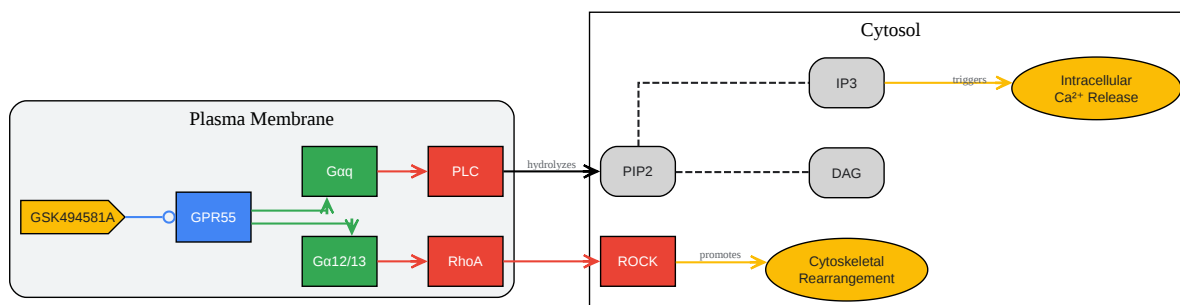 Plasma Membrane
Cytosol
GSK494581A
GPR55
Gαq
PLC
hydrolyzes
PIP2
IP3
triggers
Intracellular
Ca²⁺ Release
DAG
Gα12/13
RhoA
ROCK
promotes
Cytoskeletal
Rearrangement